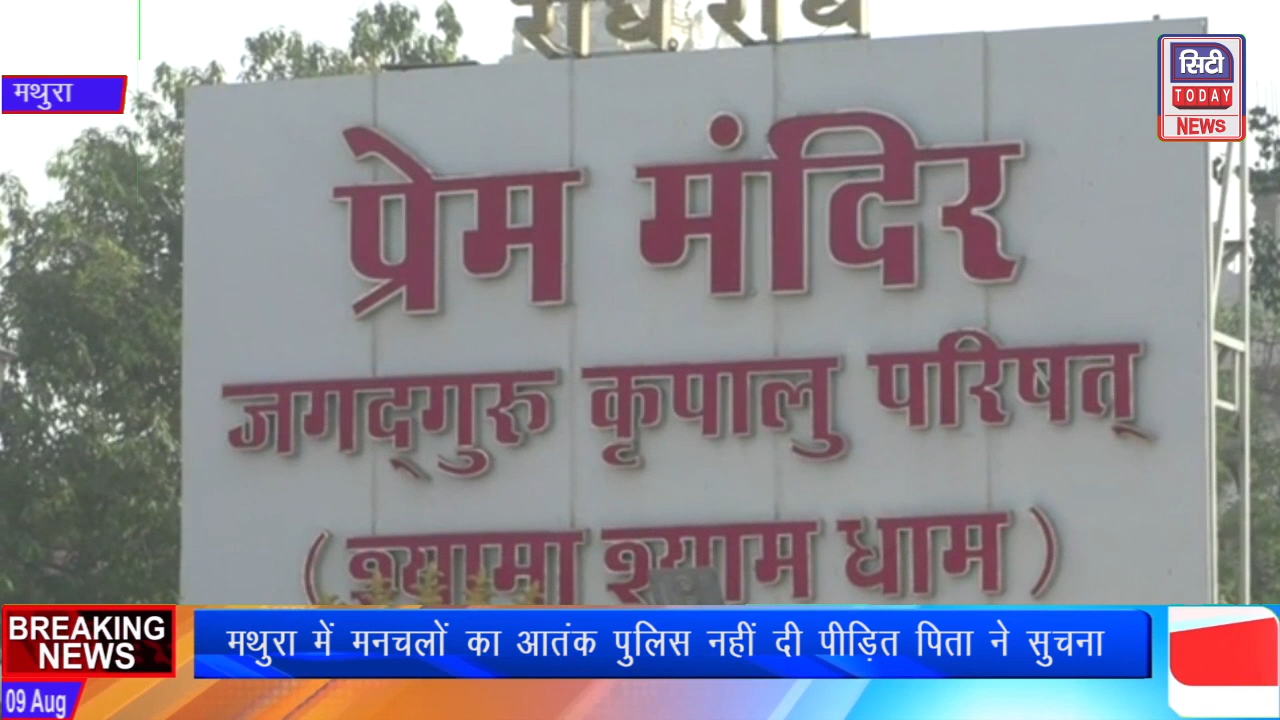 राधे राधे
मथुरा
सिटी
TODAY
NEWS
प्रेम मंदिर
जगद्गुरु कृपालु परिषत्
( श्यामा श्याम धाम )
BREAKING
NEWS
मथुरा में मनचलों का आतंक पुलिस नहीं दी पीड़ित पिता ने सुचना
09 Aug